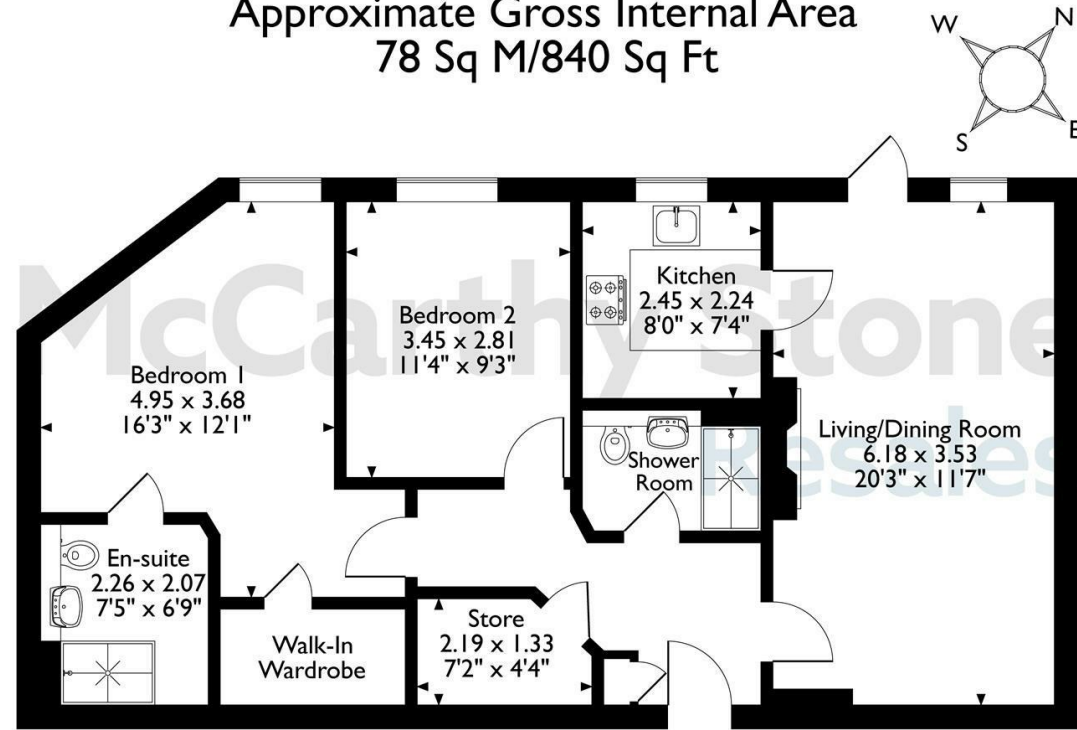 Approximate Gross Internal Area
78 Sq M/840 Sq Ft
W
N
S
E
McCarthy Stone
Resales
Bedroom 1
4.95 x 3.68
16'3" x 12'1"
Bedroom 2
3.45 x 2.81
11'4" x 9'3"
Kitchen
2.45 x 2.24
8'0" x 7'4"
Living/Dining Room
6.18 x 3.53
20'3" x 11'7"
Shower
Room
En-suite
2.26 x 2.07
7'5" x 6'9"
Walk-In
Wardrobe
Store
2.19 x 1.33
7'2" x 4'4"